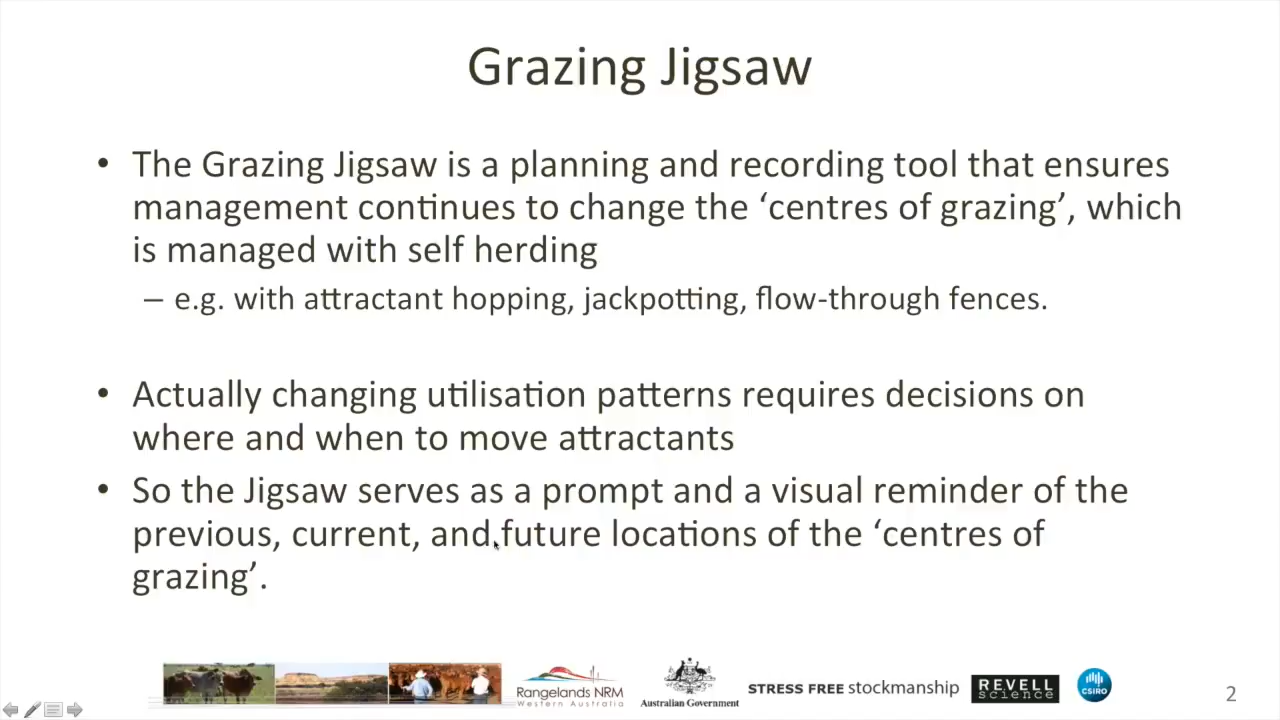 Grazing Jigsaw
• The Grazing Jigsaw is a planning and recording tool that ensures
management continues to change the ‘centres of grazing’, which
is managed with self herding
– e.g. with attractant hopping, jackpotting, flow-through fences.
• Actually changing utilisation patterns requires decisions on
where and when to move attractants
• So the Jigsaw serves as a prompt and a visual reminder of the
previous, current, and future locations of the ‘centres of
grazing’.
Rangelands NRM
Western Australia
Australian Government
STRESS FREE stockmanship
REVELL
science
CSIRO
2